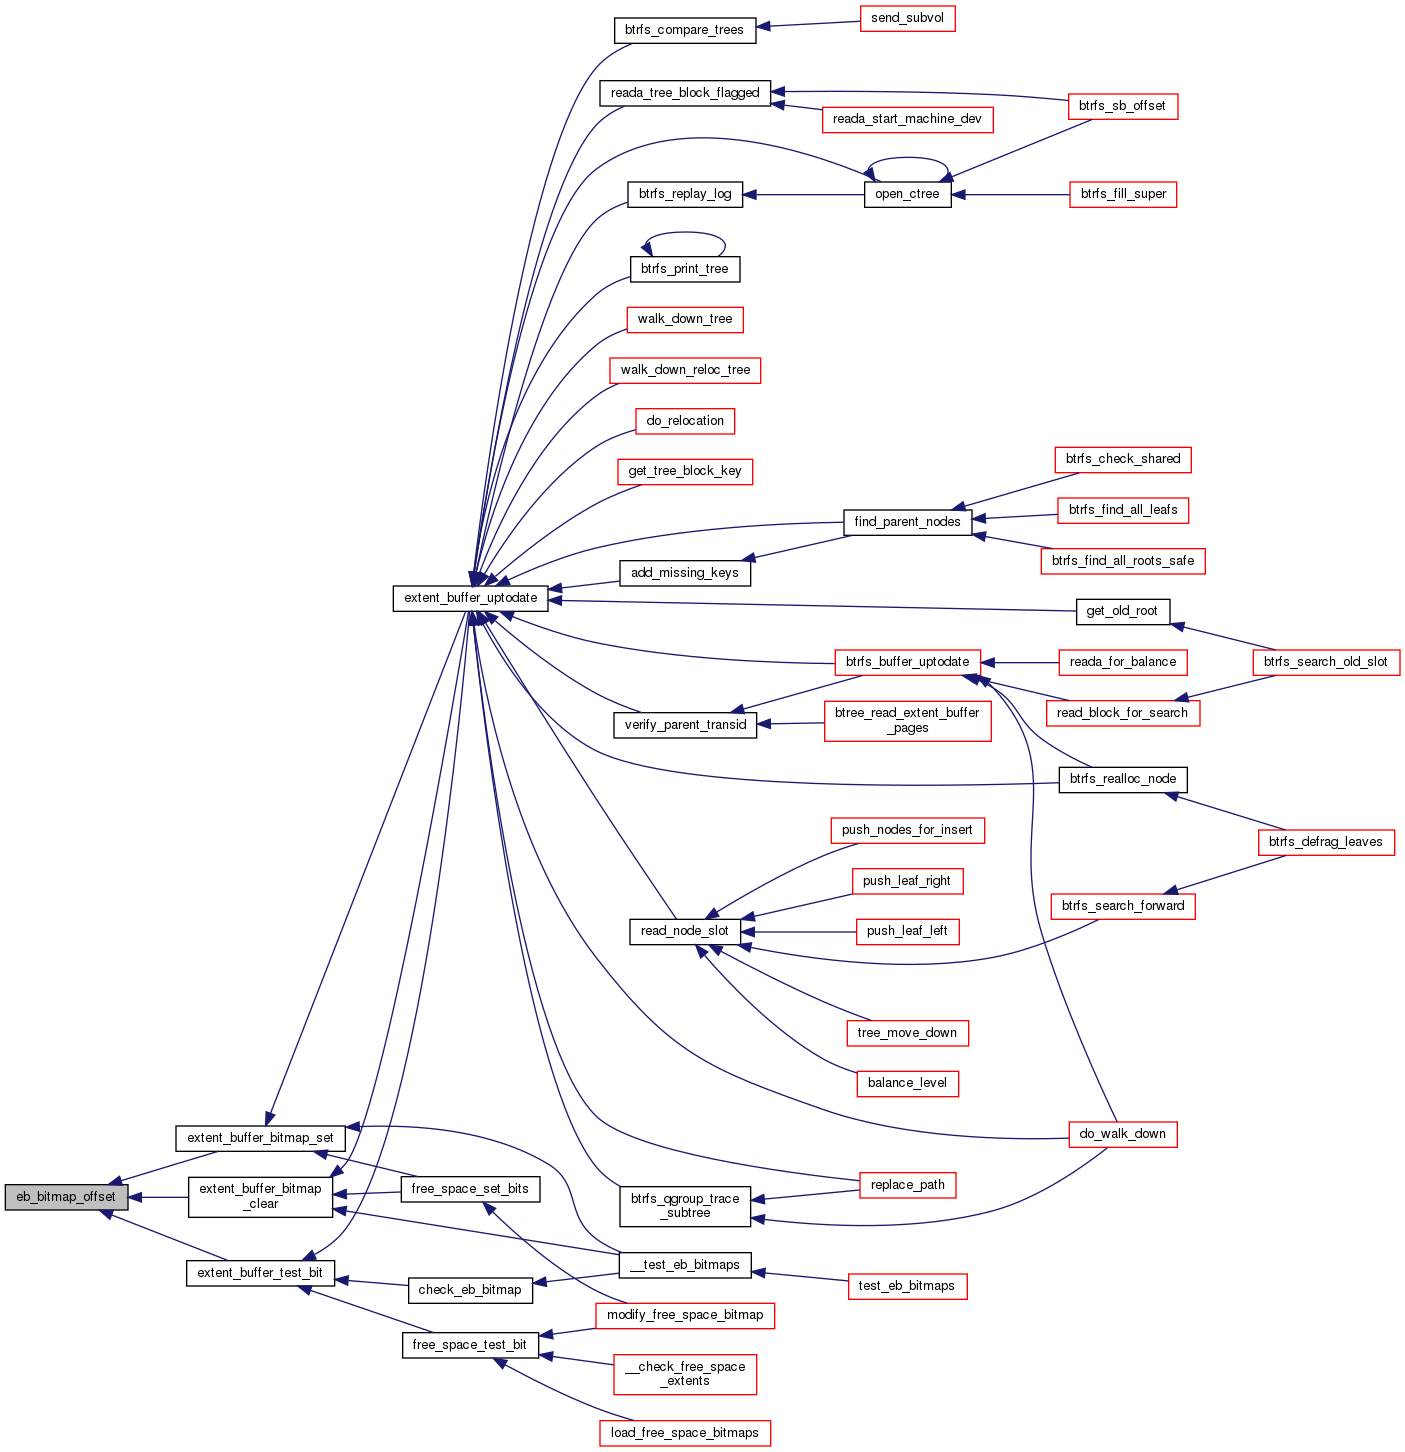 btrfs_compare_trees
send_subvol
reada_tree_block_flagged
btrfs_sb_offset
reada_start_machine_dev
btrfs_replay_log
open_ctree
btrfs_fill_super
btrfs_print_tree
walk_down_tree
walk_down_reloc_tree
do_relocation
get_tree_block_key
btrfs_check_shared
find_parent_nodes
btrfs_find_all_leafs
btrfs_find_all_roots_safe
add_missing_keys
extent_buffer_uptodate
get_old_root
btrfs_buffer_uptodate
reada_for_balance
btrfs_search_old_slot
verify_parent_transid
btree_read_extent_buffer
_pages
read_block_for_search
btrfs_realloc_node
push_nodes_for_insert
btrfs_defrag_leaves
push_leaf_right
btrfs_search_forward
read_node_slot
push_leaf_left
tree_move_down
balance_level
extent_buffer_bitmap_set
do_walk_down
eb_bitmap_offset
extent_buffer_bitmap
_clear
free_space_set_bits
btrfs_qgroup_trace
_subtree
replace_path
extent_buffer_test_bit
check_eb_bitmap
__test_eb_bitmaps
test_eb_bitmaps
modify_free_space_bitmap
free_space_test_bit
__check_free_space
_extents
load_free_space_bitmaps